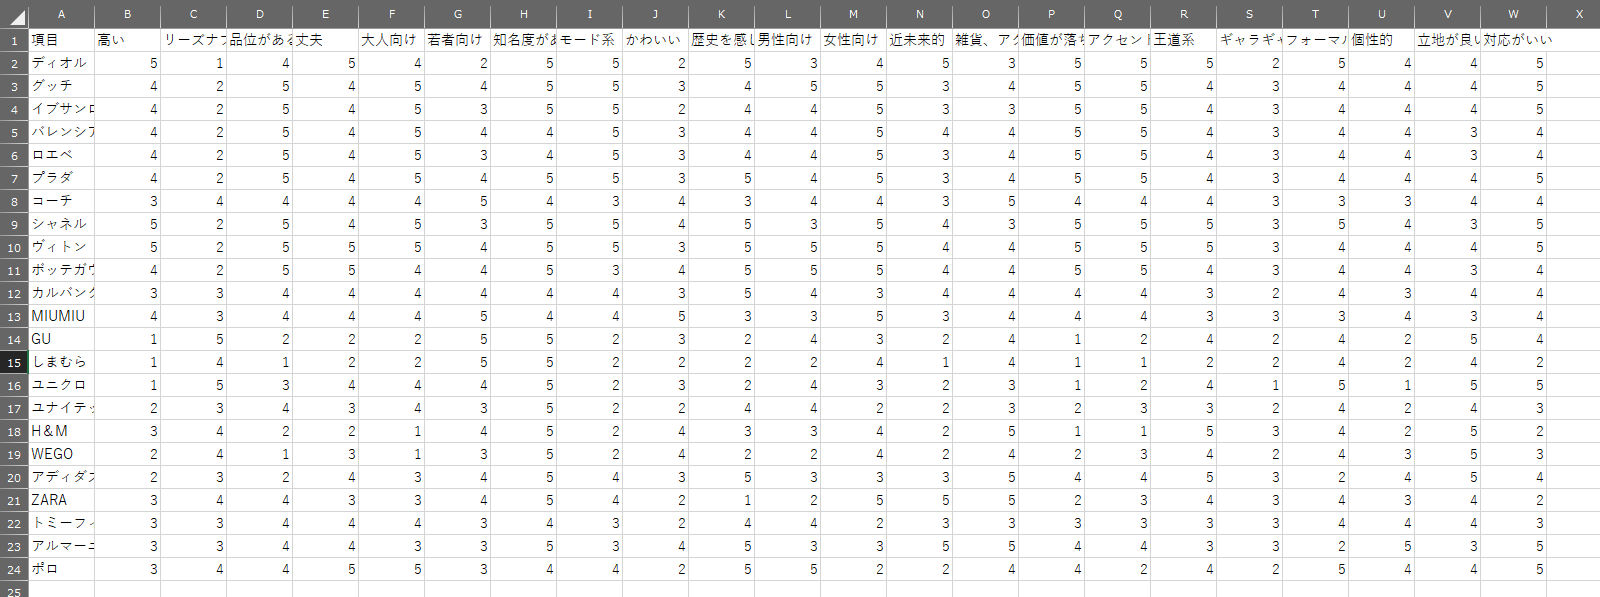 A B C D E F G H I J K L M N O P Q R S T U V W X
1 項目 高い リーズナブ 品位がある 丈夫 大人向け 若者向け 知名度があ モード系 かわいい 歴史を感じ 男性向け 女性向け 近未来的 雑貨、アク 価値が落ち アクセント 王道系 ギャラギャ フォーマル 個性的 立地が良い 対応がいい
2 ディオル 5 1 4 5 4 2 5 5 2 5 3 4 5 3 5 5 5 2 5 4 4 5
3 グッチ 4 2 5 4 5 4 5 5 3 4 5 5 3 4 5 5 4 3 4 4 4 5
4 イブサンロ 4 2 5 4 5 3 5 5 2 4 4 5 3 3 5 5 4 3 4 4 4 5
5 バレンシア 4 2 5 4 5 4 4 5 3 4 4 5 4 4 5 5 4 3 4 4 3 4
6 ロエベ 4 2 5 4 5 3 4 5 3 4 4 5 3 4 5 5 4 3 4 4 3 4
7 プラダ 4 2 5 4 5 4 5 5 3 5 4 5 3 4 5 5 4 3 4 4 4 5
8 コーチ 3 4 4 4 4 5 4 3 4 3 4 4 3 5 4 4 4 3 3 3 4 4
9 シャネル 5 2 5 4 5 3 5 5 4 5 3 5 4 3 5 5 5 3 5 4 3 5
10 ヴィトン 5 2 5 5 5 4 5 5 3 5 5 5 4 4 5 5 5 3 4 4 4 5
11 ボッテガヴ 4 2 5 5 4 4 5 3 4 5 5 5 4 4 5 5 4 3 4 4 3 4
12 カルバンク 3 3 4 4 4 4 4 4 3 5 4 3 4 4 4 4 3 2 4 3 4 4
13 MIUMIU 4 3 4 4 4 5 4 4 5 3 3 5 3 4 4 4 3 3 3 4 3 4
14 GU 1 5 2 2 2 5 5 2 3 2 4 3 2 4 1 2 4 2 4 2 5 4
15 しまむら 1 4 1 2 2 5 5 2 2 2 2 4 1 4 1 1 2 2 4 2 4 2
16 ユニクロ 1 5 3 4 4 4 5 2 3 2 4 3 2 3 1 2 4 1 5 1 5 5
17 ユナイテッ 2 3 4 3 4 3 5 2 2 4 4 2 2 3 2 3 3 2 4 2 4 3
18 H＆M 3 4 2 2 1 4 5 2 4 3 3 4 2 5 1 1 5 3 4 2 5 2
19 WEGO 2 4 1 3 1 3 5 2 4 2 2 4 2 4 2 3 4 2 4 3 5 3
20 アディダス 2 3 2 4 3 4 5 4 3 5 3 3 3 5 4 4 5 3 2 4 5 4
21 ZARA 3 4 4 3 3 4 5 4 2 1 2 5 5 5 2 3 4 3 4 3 4 2
22 トミーフィ 3 3 4 4 4 3 4 3 2 4 4 2 3 3 3 3 3 3 4 4 4 3
23 アルマーニ 3 3 4 4 3 3 5 3 4 5 3 3 5 5 4 4 3 3 2 5 3 5
24 ポロ 3 4 4 5 5 3 4 4 2 5 5 2 2 4 4 2 4 2 5 4 4 5
25